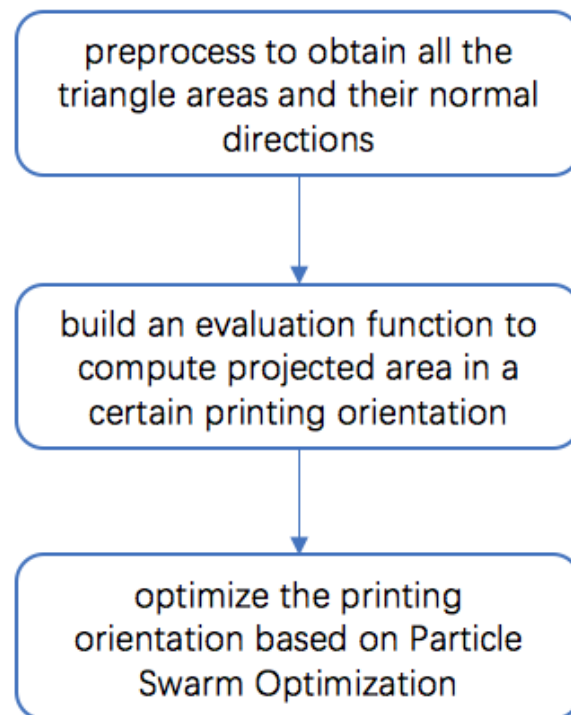 preprocess to obtain all the
triangle areas and their normal
directions
build an evaluation function to
compute projected area in a
certain printing orientation
optimize the printing
orientation based on Particle
Swarm Optimization